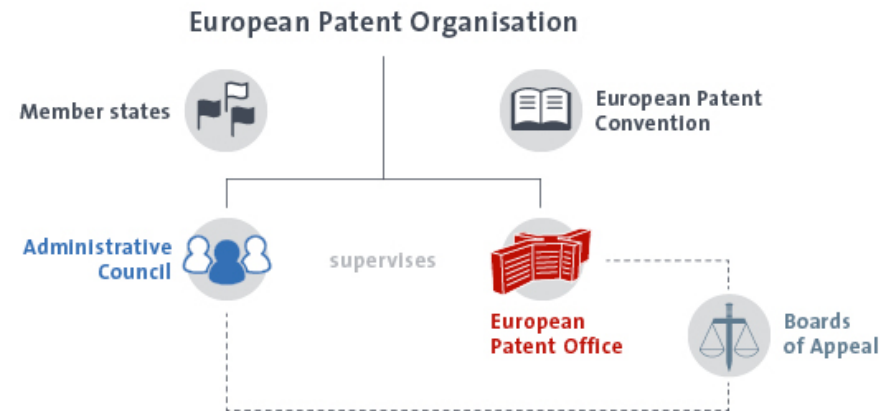 European Patent Organisation
Member states
European Patent
Convention
Administrative
Council
supervises
European
Patent Office
Boards
of Appeal